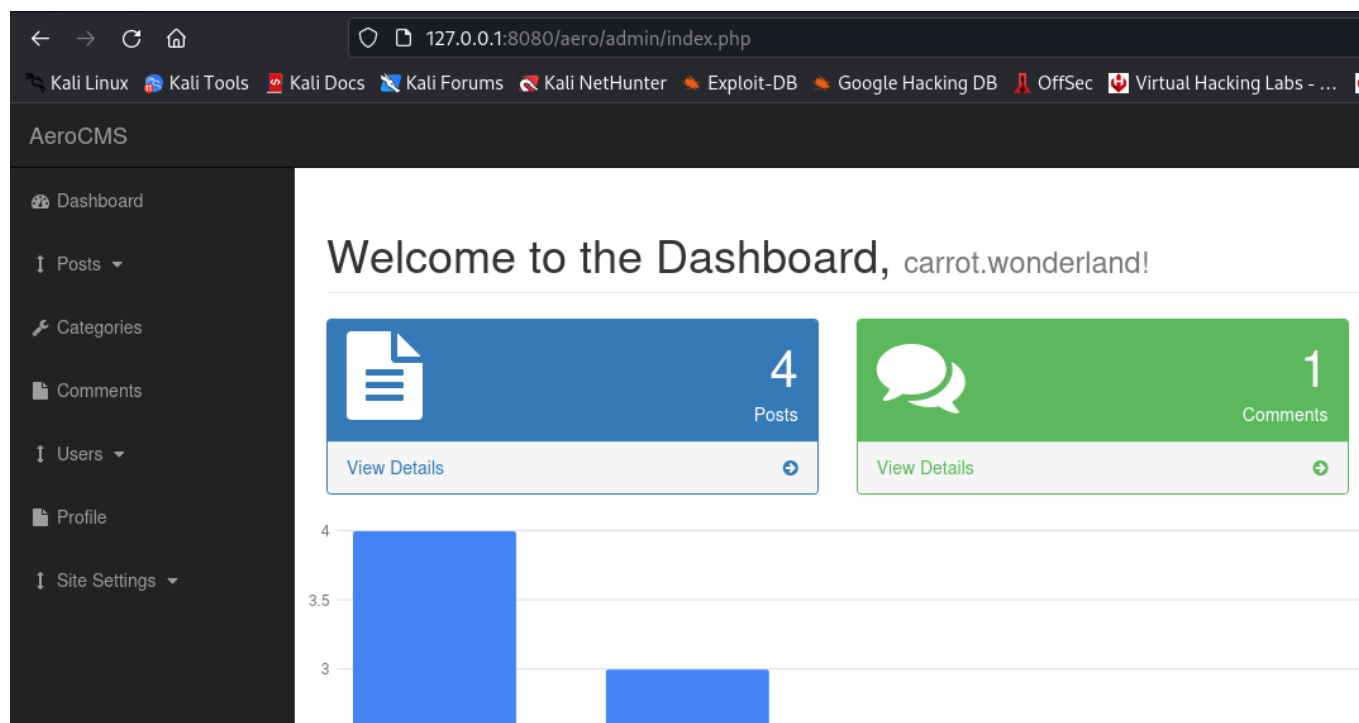 127.0.0.1:8080/aero/admin/index.php
Kali Linux Kali Tools Kali Docs Kali Forums Kali NetHunter Exploit-DB Google Hacking DB OffSec Virtual Hacking Labs - ...
AeroCMS
Dashboard
Posts
Categories
Comments
Users
Profile
Site Settings
Welcome to the Dashboard, carrot.wonderland!
4
Posts
View Details
1
Comments
View Details
4
3.5
3